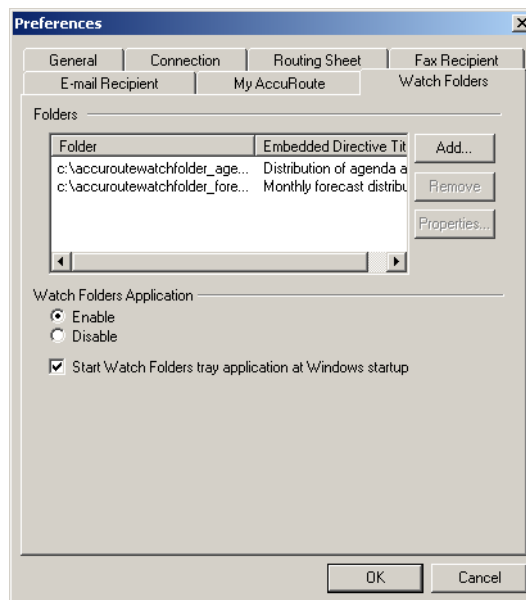 Preferences
General Connection Routing Sheet Fax Recipient
E-mail Recipient My AccuRoute Watch Folders
Folders
Folder Embedded Directive Tit
c:\accuroutewatchfolder_age... Distribution of agenda a
c:\accuroutewatchfolder_fore... Monthly forecast distribu
Add...
Remove
Properties...
Watch Folders Application
Enable
Disable
Start Watch Folders tray application at Windows startup
OK Cancel